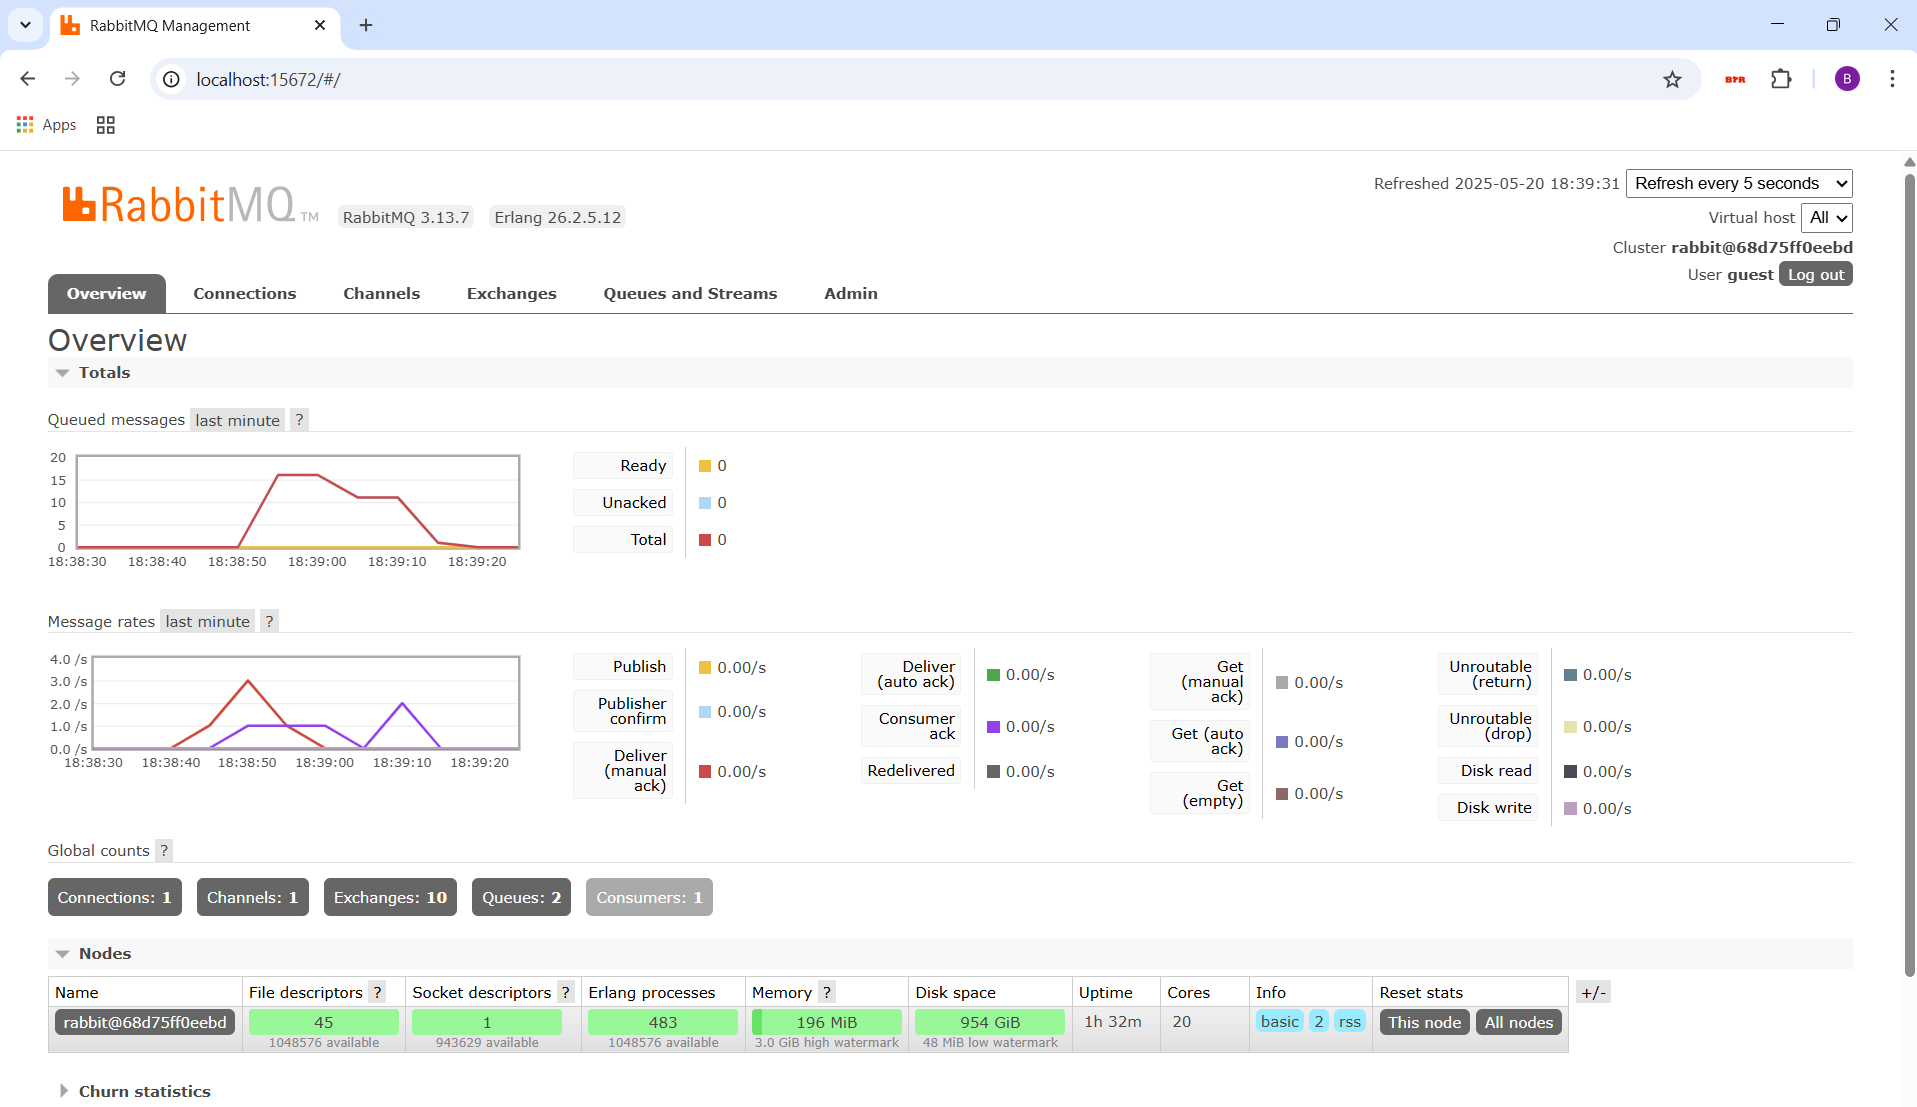 RabbitMQ Management
localhost:15672/#/
BPR
B
Apps
RabbitMQ TM
RabbitMQ 3.13.7 Erlang 26.2.5.12
Refreshed 2025-05-20 18:39:31 Refresh every 5 seconds
Virtual host All
Cluster rabbit@68d75ff0eebd
User guest Log out
Overview Connections Channels Exchanges Queues and Streams Admin
Overview
Totals
Queued messages last minute ?
20
15
10
5
0
18:38:30 18:38:40 18:38:50 18:39:00 18:39:10 18:39:20
Ready 0
Unacked 0
Total 0
Message rates last minute ?
4.0 /s
3.0 /s
2.0 /s
1.0 /s
0.0 /s
18:38:30 18:38:40 18:38:50 18:39:00 18:39:10 18:39:20
Publish 0.00/s
Publisher
confirm 0.00/s
Deliver
(manual
ack) 0.00/s
Deliver
(auto ack) 0.00/s
Consumer
ack 0.00/s
Redelivered 0.00/s
Get
(manual
ack) 0.00/s
Get (auto
ack) 0.00/s
Get
(empty) 0.00/s
Unroutable
(return) 0.00/s
Unroutable
(drop) 0.00/s
Disk read 0.00/s
Disk write 0.00/s
Global counts ?
Connections: 1 Channels: 1 Exchanges: 10 Queues: 2 Consumers: 1
Nodes
Name File descriptors ? Socket descriptors ? Erlang processes Memory ? Disk space Uptime Cores Info Reset stats +/-
rabbit@68d75ff0eebd 45 1 483 196 MiB 954 GiB 1h 32m 20 basic 2 rss This node All nodes
1048576 available 943629 available 1048576 available 3.0 GiB high watermark 48 MiB low watermark
Churn statistics